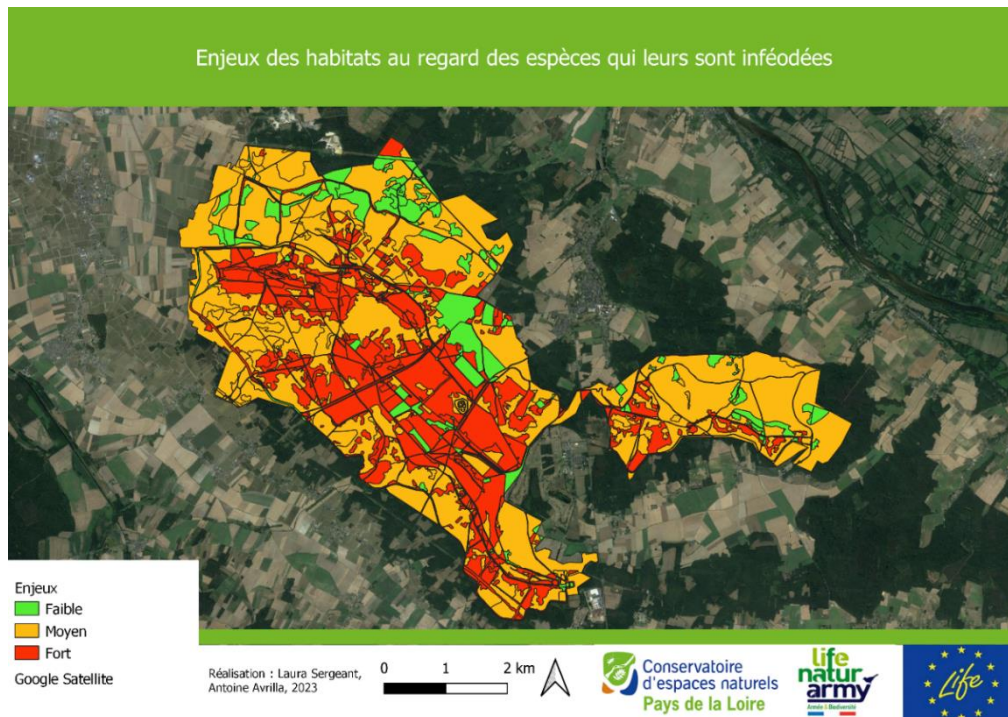 Enjeux des habitats au regard des espèces qui leurs sont inféodées
Enjeux
Faible
Moyen
Fort
Google Satellite
Réalisation : Laura Sergeant,
Antoine Avrilla, 2023
0 1 2 km
Conservatoire
d'espaces naturels
Pays de la Loire
life
natur
army
Armée & Biodiversité
Life